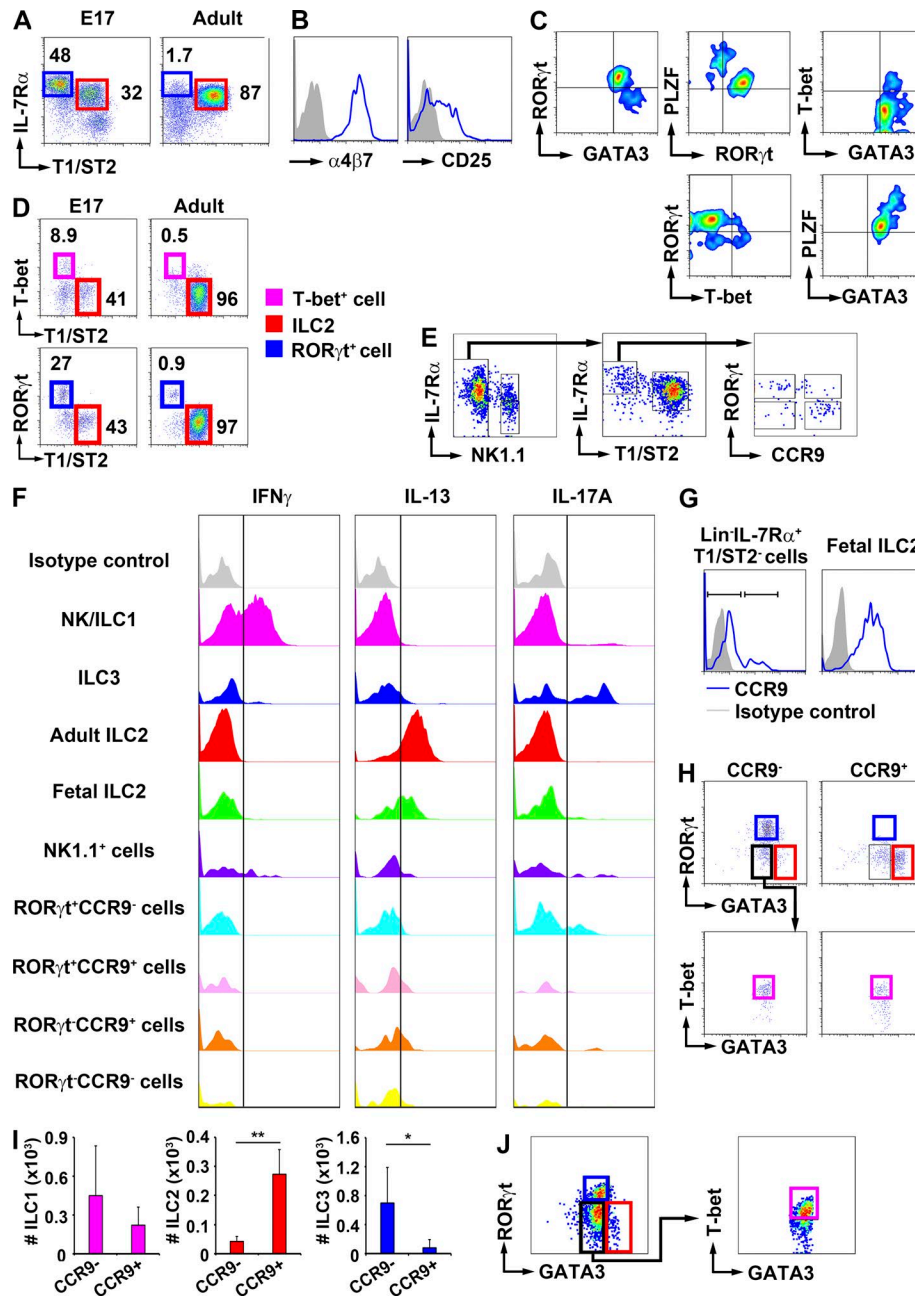 A
E17
Adult
48
32
1.7
87
IL-7Rα
T1/ST2
B
α4β7
CD25
C
RORγt
GATA3
PLZF
RORγt
T-bet
GATA3
RORγt
T-bet
PLZF
GATA3
D
E17
Adult
8.9
41
0.5
96
T-bet
T1/ST2
27
43
0.9
97
RORγt
T1/ST2
T-bet⁺ cell
ILC2
RORγt⁺ cell
E
IL-7Rα
NK1.1
IL-7Rα
T1/ST2
RORγt
CCR9
F
IFNγ
IL-13
IL-17A
Isotype control
NK/ILC1
ILC3
Adult ILC2
Fetal ILC2
NK1.1⁺ cells
RORγt⁺CCR9⁻ cells
RORγt⁺CCR9⁺ cells
RORγt⁻CCR9⁺ cells
RORγt⁻CCR9⁻ cells
G
Lin⁻IL-7Rα⁺
T1/ST2⁻ cells
Fetal ILC2
CCR9
Isotype control
H
CCR9⁻
CCR9⁺
RORγt
GATA3
T-bet
GATA3
I
# ILC1 (x10³)
0.9
0.6
0.3
0
CCR9-
CCR9+
# ILC2 (x10³)
0.4
0.3
0.2
0.1
0
**
CCR9-
CCR9+
# ILC3 (x10³)
1.6
1.2
0.8
0.4
0
*
CCR9-
CCR9+
J
RORγt
GATA3
T-bet
GATA3